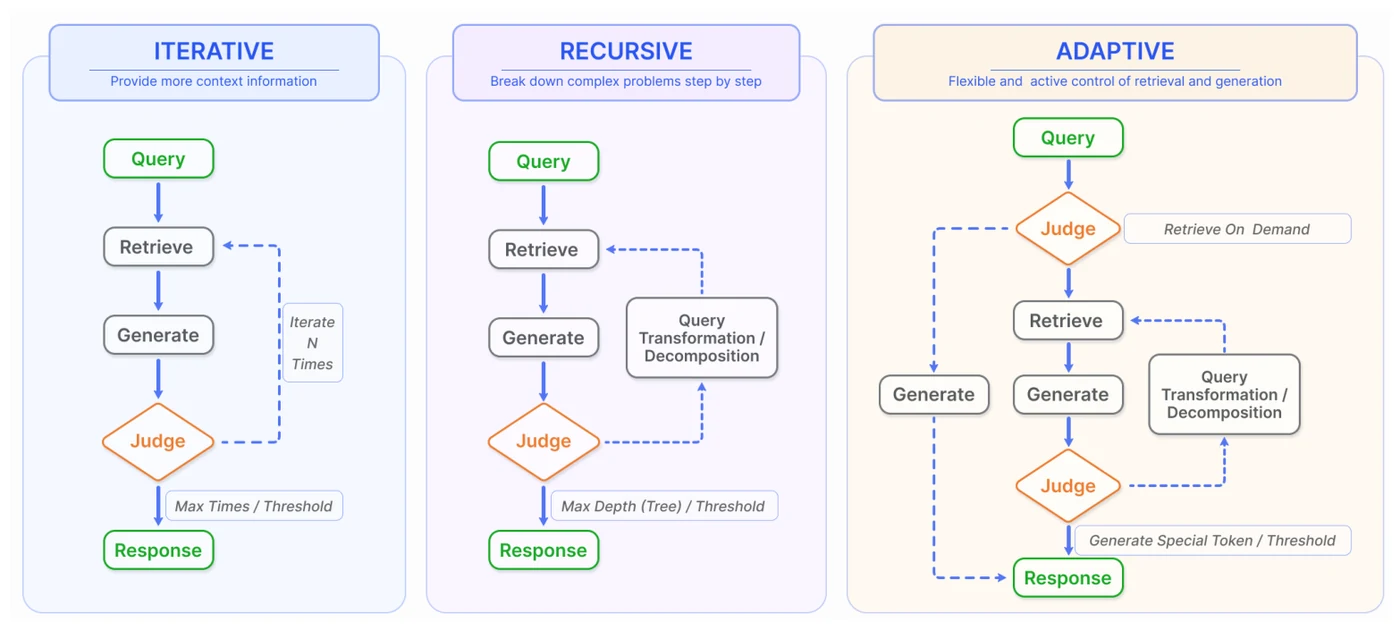 ITERATIVE
Provide more context information
Query
Retrieve
Generate
Iterate
N
Times
Judge
Max Times / Threshold
Response
RECURSIVE
Break down complex problems step by step
Query
Retrieve
Generate
Query
Transformation /
Decomposition
Judge
Max Depth (Tree) / Threshold
Response
ADAPTIVE
Flexible and  active control of retrieval and generation
Query
Judge
Retrieve On  Demand
Retrieve
Generate
Generate
Query
Transformation /
Decomposition
Judge
Generate Special Token / Threshold
Response